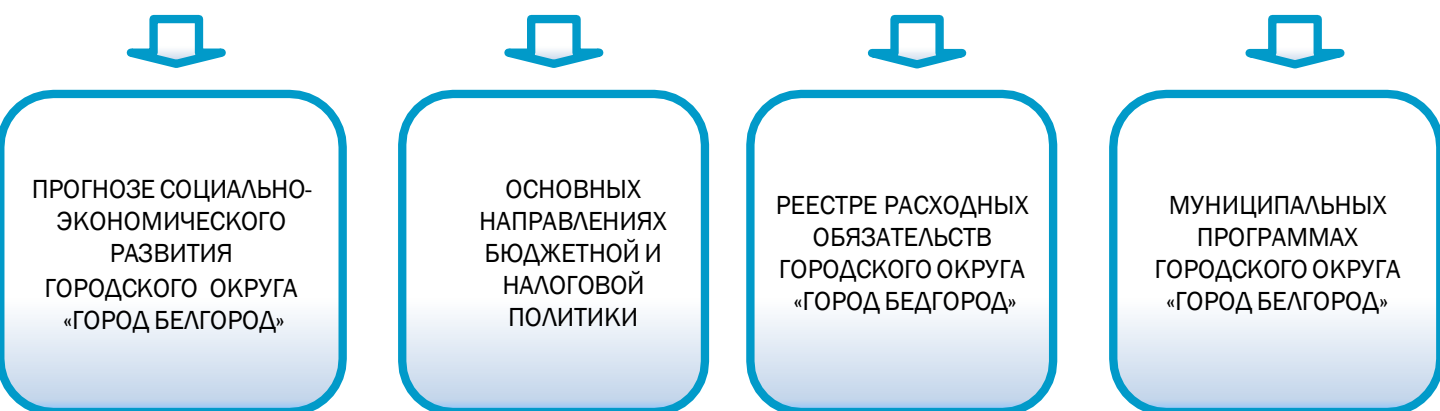 ПРОГНОЗЕ СОЦИАЛЬНО-
ЭКОНОМИЧЕСКОГО
РАЗВИТИЯ
ГОРОДСКОГО ОКРУГА
«ГОРОД БЕЛГОРОД»
ОСНОВНЫХ
НАПРАВЛЕНИЯХ
БЮДЖЕТНОЙ И
НАЛОГОВОЙ
ПОЛИТИКИ
РЕЕСТРЕ РАСХОДНЫХ
ОБЯЗАТЕЛЬСТВ
ГОРОДСКОГО ОКРУГА
«ГОРОД БЕДГОРОД»
МУНИЦИПАЛЬНЫХ
ПРОГРАММАХ
ГОРОДСКОГО ОКРУГА
«ГОРОД БЕЛГОРОД»